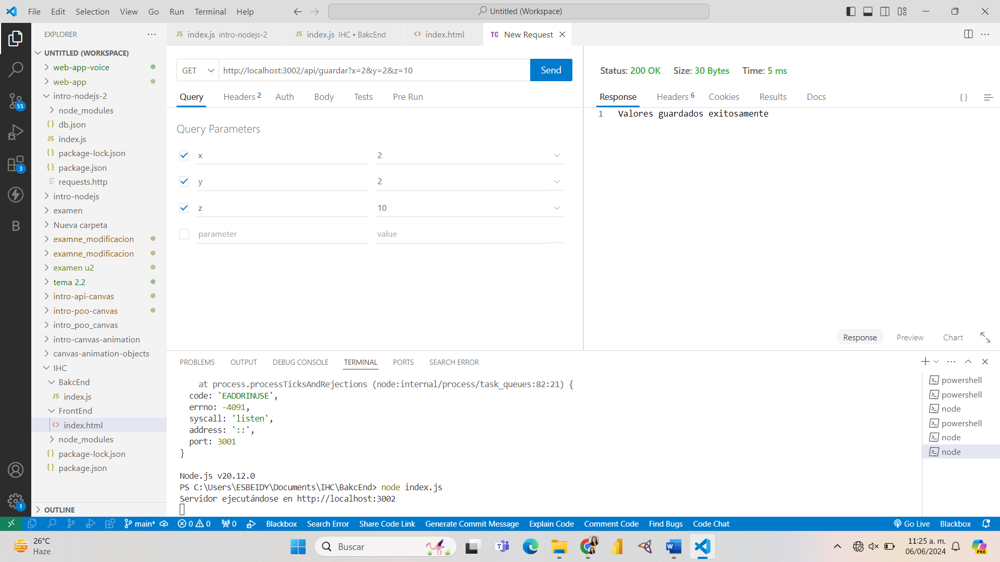 File Edit Selection View Go Run Terminal Help
Untitled (Workspace)
EXPLORER
UNTITLED (WORKSPACE)
web-app-voice
web-app
intro-nodejs-2
node_modules
{} db.json
JS index.js
{} package-lock.json
{} package.json
requests.http
intro-nodejs
examen
Nueva carpeta
examne_modificacion
examne_modificacion
examen u2
tema 2.2
intro-api-canvas
intro-poo-canvas
intro_poo_canvas
intro-canvas-animation
canvas-animation-objects
IHC
BakcEnd
JS index.js
FrontEnd
<> index.html
node_modules
{} package-lock.json
{} package.json
OUTLINE
55
3
B
1
JS index.js intro-nodejs-2
JS index.js IHC • BakcEnd
<> index.html
TC New Request
GET
http://localhost:3002/api/guardar?x=2&y=2&z=10
Send
Query Headers 2 Auth Body Tests Pre Run
Query Parameters
x 2
y 2
z 10
parameter value
Status: 200 OK Size: 30 Bytes Time: 5 ms
Response Headers 6 Cookies Results Docs
{}
1 Valores guardados exitosamente
Response Preview Chart
PROBLEMS OUTPUT DEBUG CONSOLE TERMINAL PORTS SEARCH ERROR
at process.processTicksAndRejections (node:internal/process/task_queues:82:21) {
code: 'EADDRINUSE',
errno: -4091,
syscall: 'listen',
address: '::',
port: 3001
}
Node.js v20.12.0
PS C:\Users\ESBEIDY\Documents\IHC\BakcEnd> node index.js
Servidor ejecutándose en http://localhost:3002
powershell
powershell
node
powershell
node
node
main* 0 0 0 Blackbox Search Error Share Code Link Generate Commit Message Explain Code Comment Code Find Bugs Code Chat Go Live Blackbox
26°C
Haze
Buscar
11:25 a. m.
06/06/2024
PRE